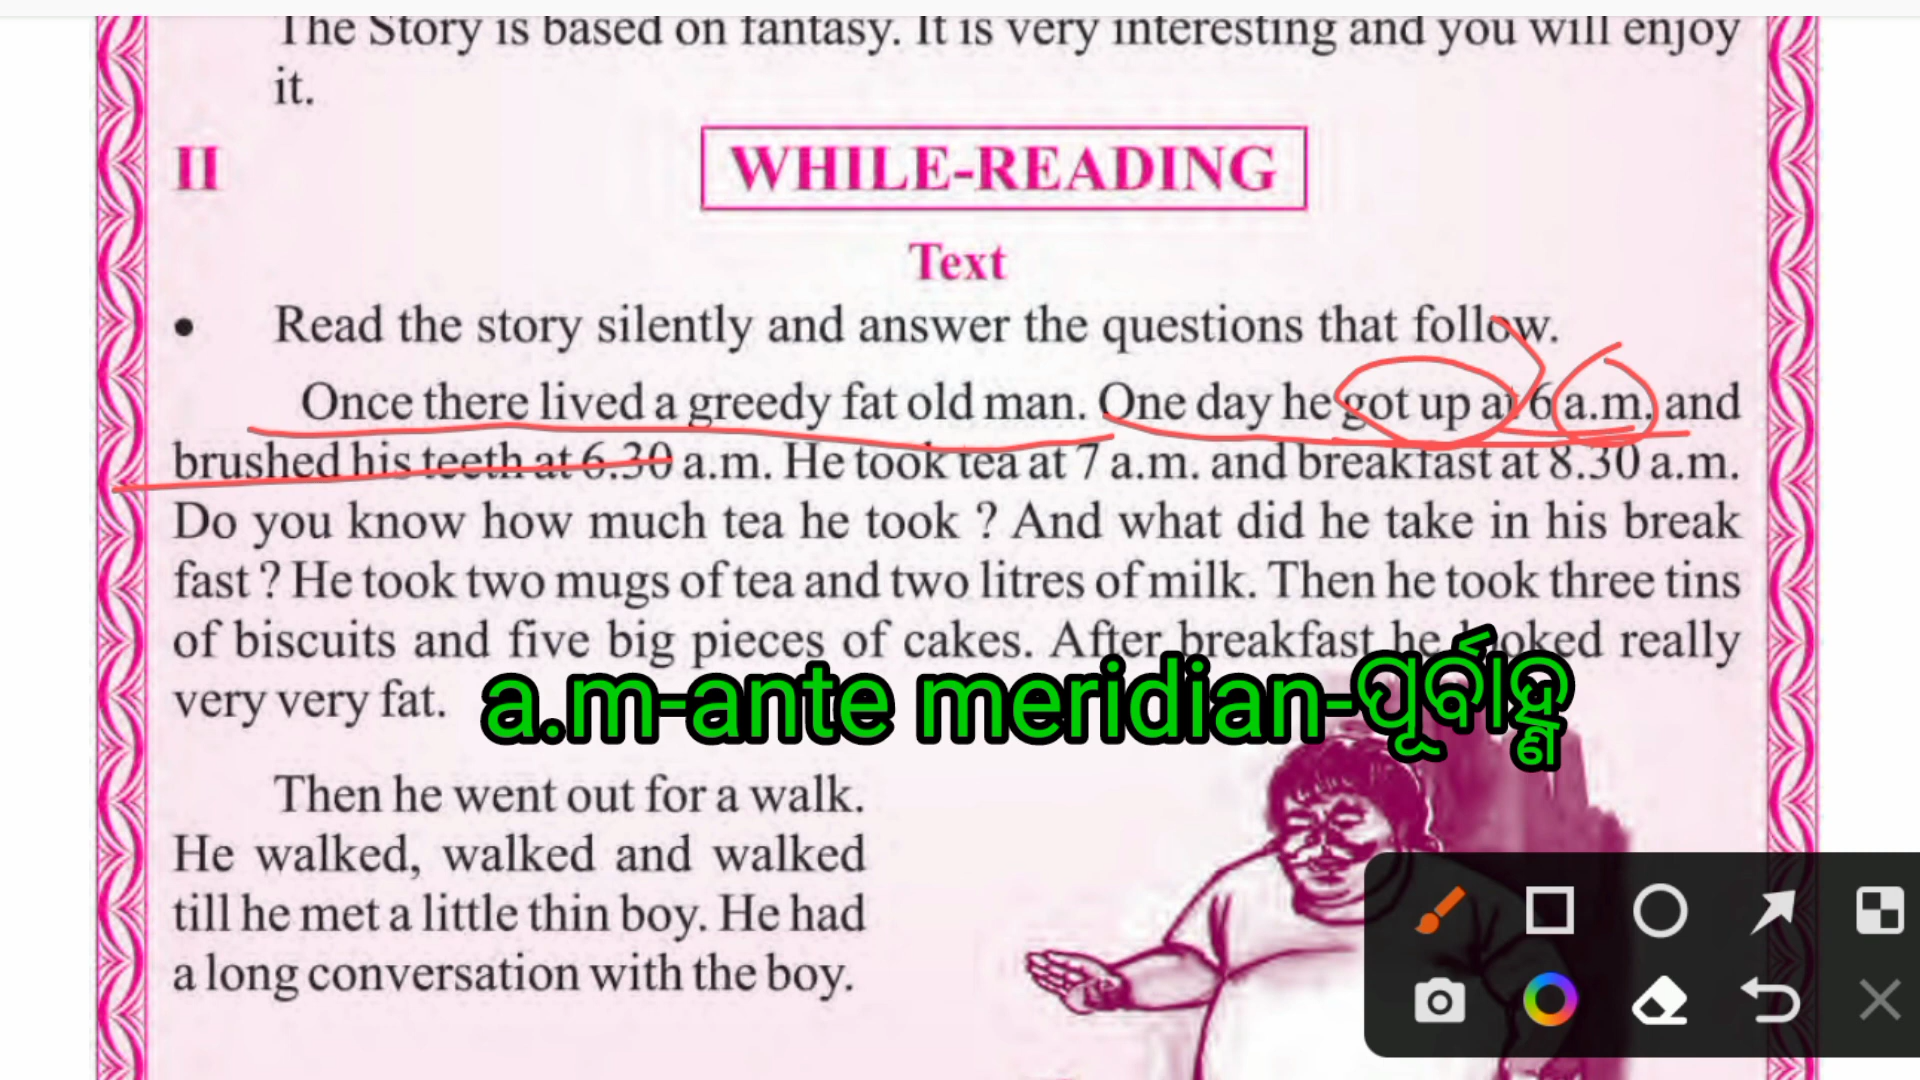 The Story is based on fantasy. It is very interesting and you will enjoy
it.
II
WHILE-READING
Text
• Read the story silently and answer the questions that follow.
Once there lived a greedy fat old man. One day he got up at 6 a.m. and
brushed his teeth at 6.30 a.m. He took tea at 7 a.m. and breakfast at 8.30 a.m.
Do you know how much tea he took ? And what did he take in his break
fast ? He took two mugs of tea and two litres of milk. Then he took three tins
of biscuits and five big pieces of cakes. After breakfast he looked really
very very fat.
a.m-ante meridian-ପୂର୍ବାହ୍ଣ
Then he went out for a walk.
He walked, walked and walked
till he met a little thin boy. He had
a long conversation with the boy.